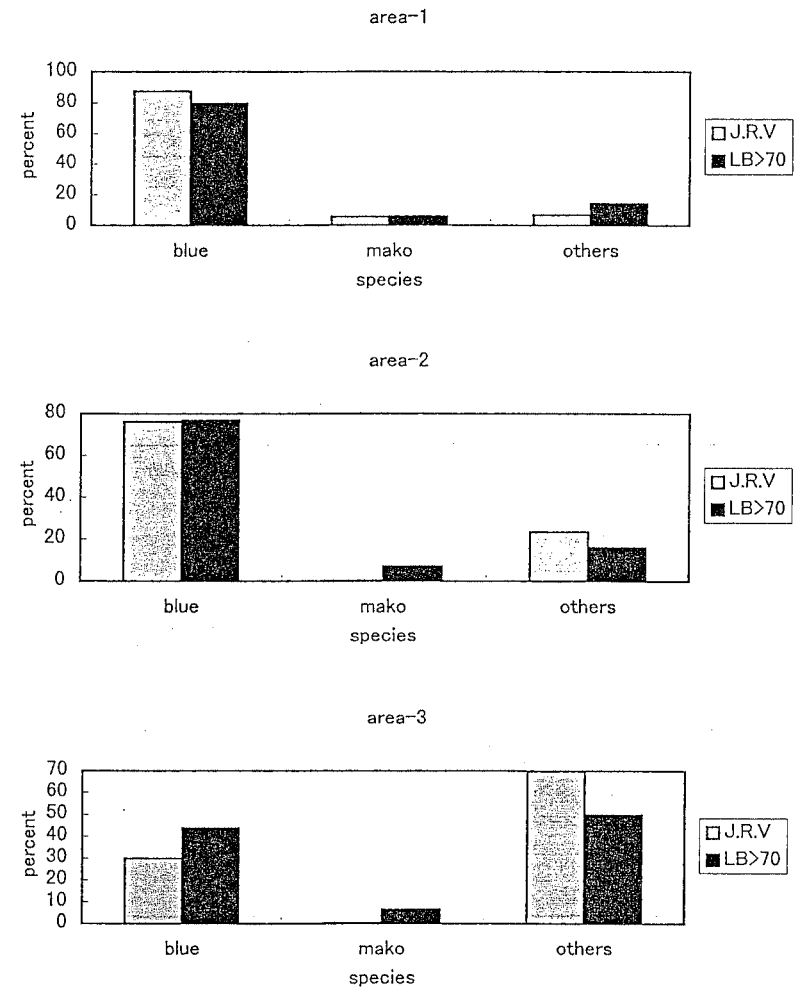 area-1
100
80
60
40
20
0
percent
blue mako others
species
J.R.V
LB>70
area-2
80
60
40
20
0
percent
blue mako others
species
J.R.V
LB>70
area-3
70
60
50
40
30
20
10
0
percent
blue mako others
species
J.R.V
LB>70